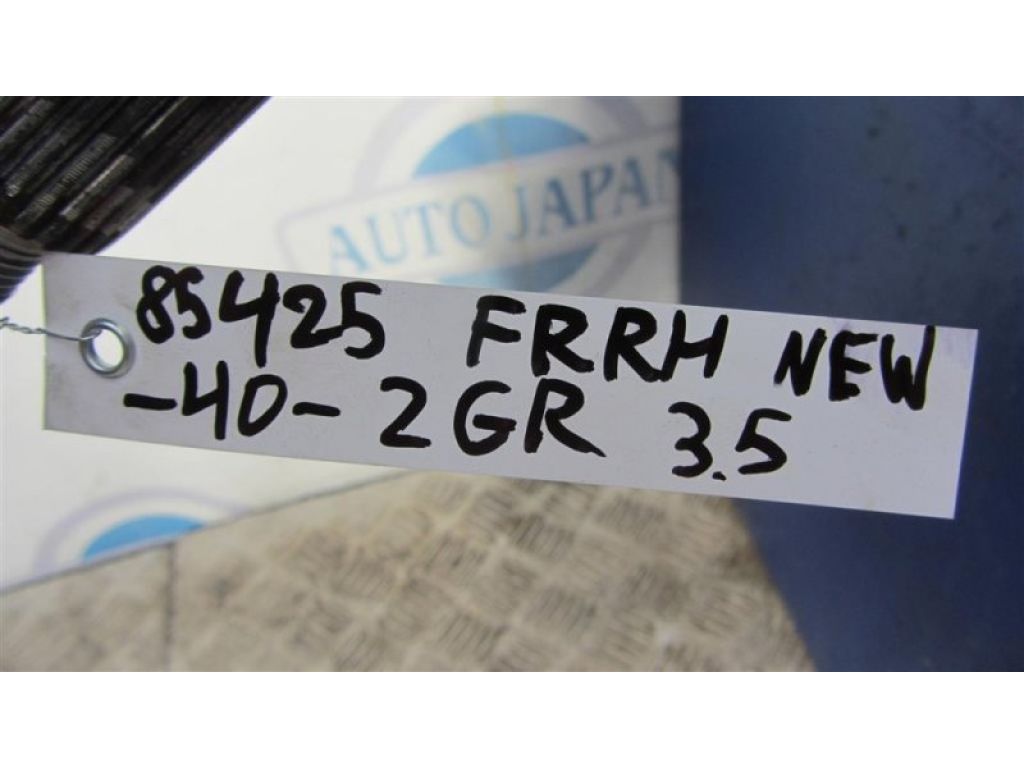 AUTO JAPAN
85425 FRRH NEW
-40- 2GR 3.5